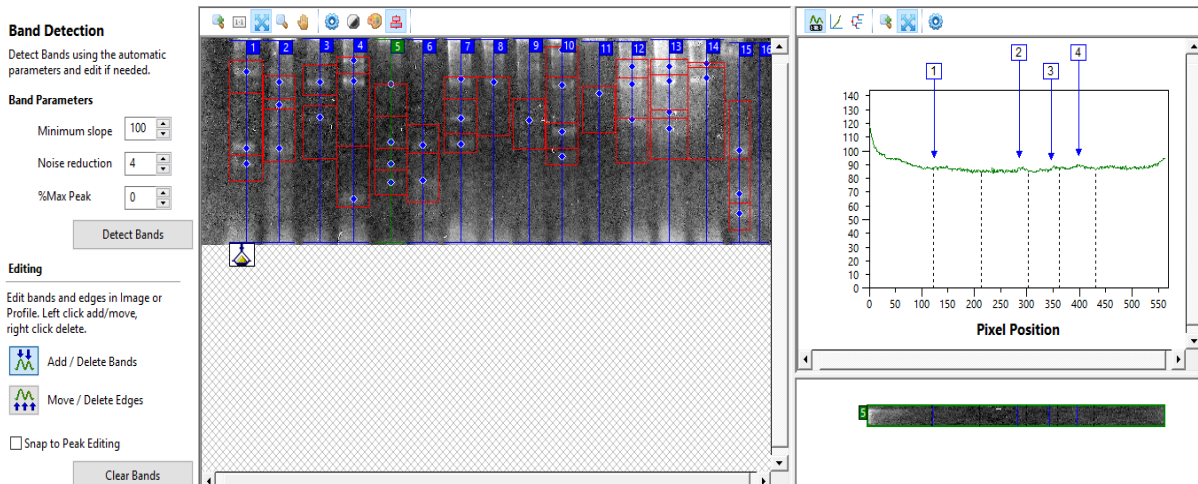 Band Detection
Detect Bands using the automatic
parameters and edit if needed.
Band Parameters
Minimum slope 100
Noise reduction 4
%Max Peak 0
Detect Bands
Editing
Edit bands and edges in Image or
Profile. Left click add/move,
right click delete.
Add / Delete Bands
Move / Delete Edges
Snap to Peak Editing
Clear Bands
1:1
1 2 3 4 5 6 7 8 9 10 11 12 13 14 15 16
1 2 3 4
140
120
110
100
90
80
70
60
50
40
30
20
10
0
0 50 100 150 200 250 300 350 400 450 500 550
Pixel Position
5